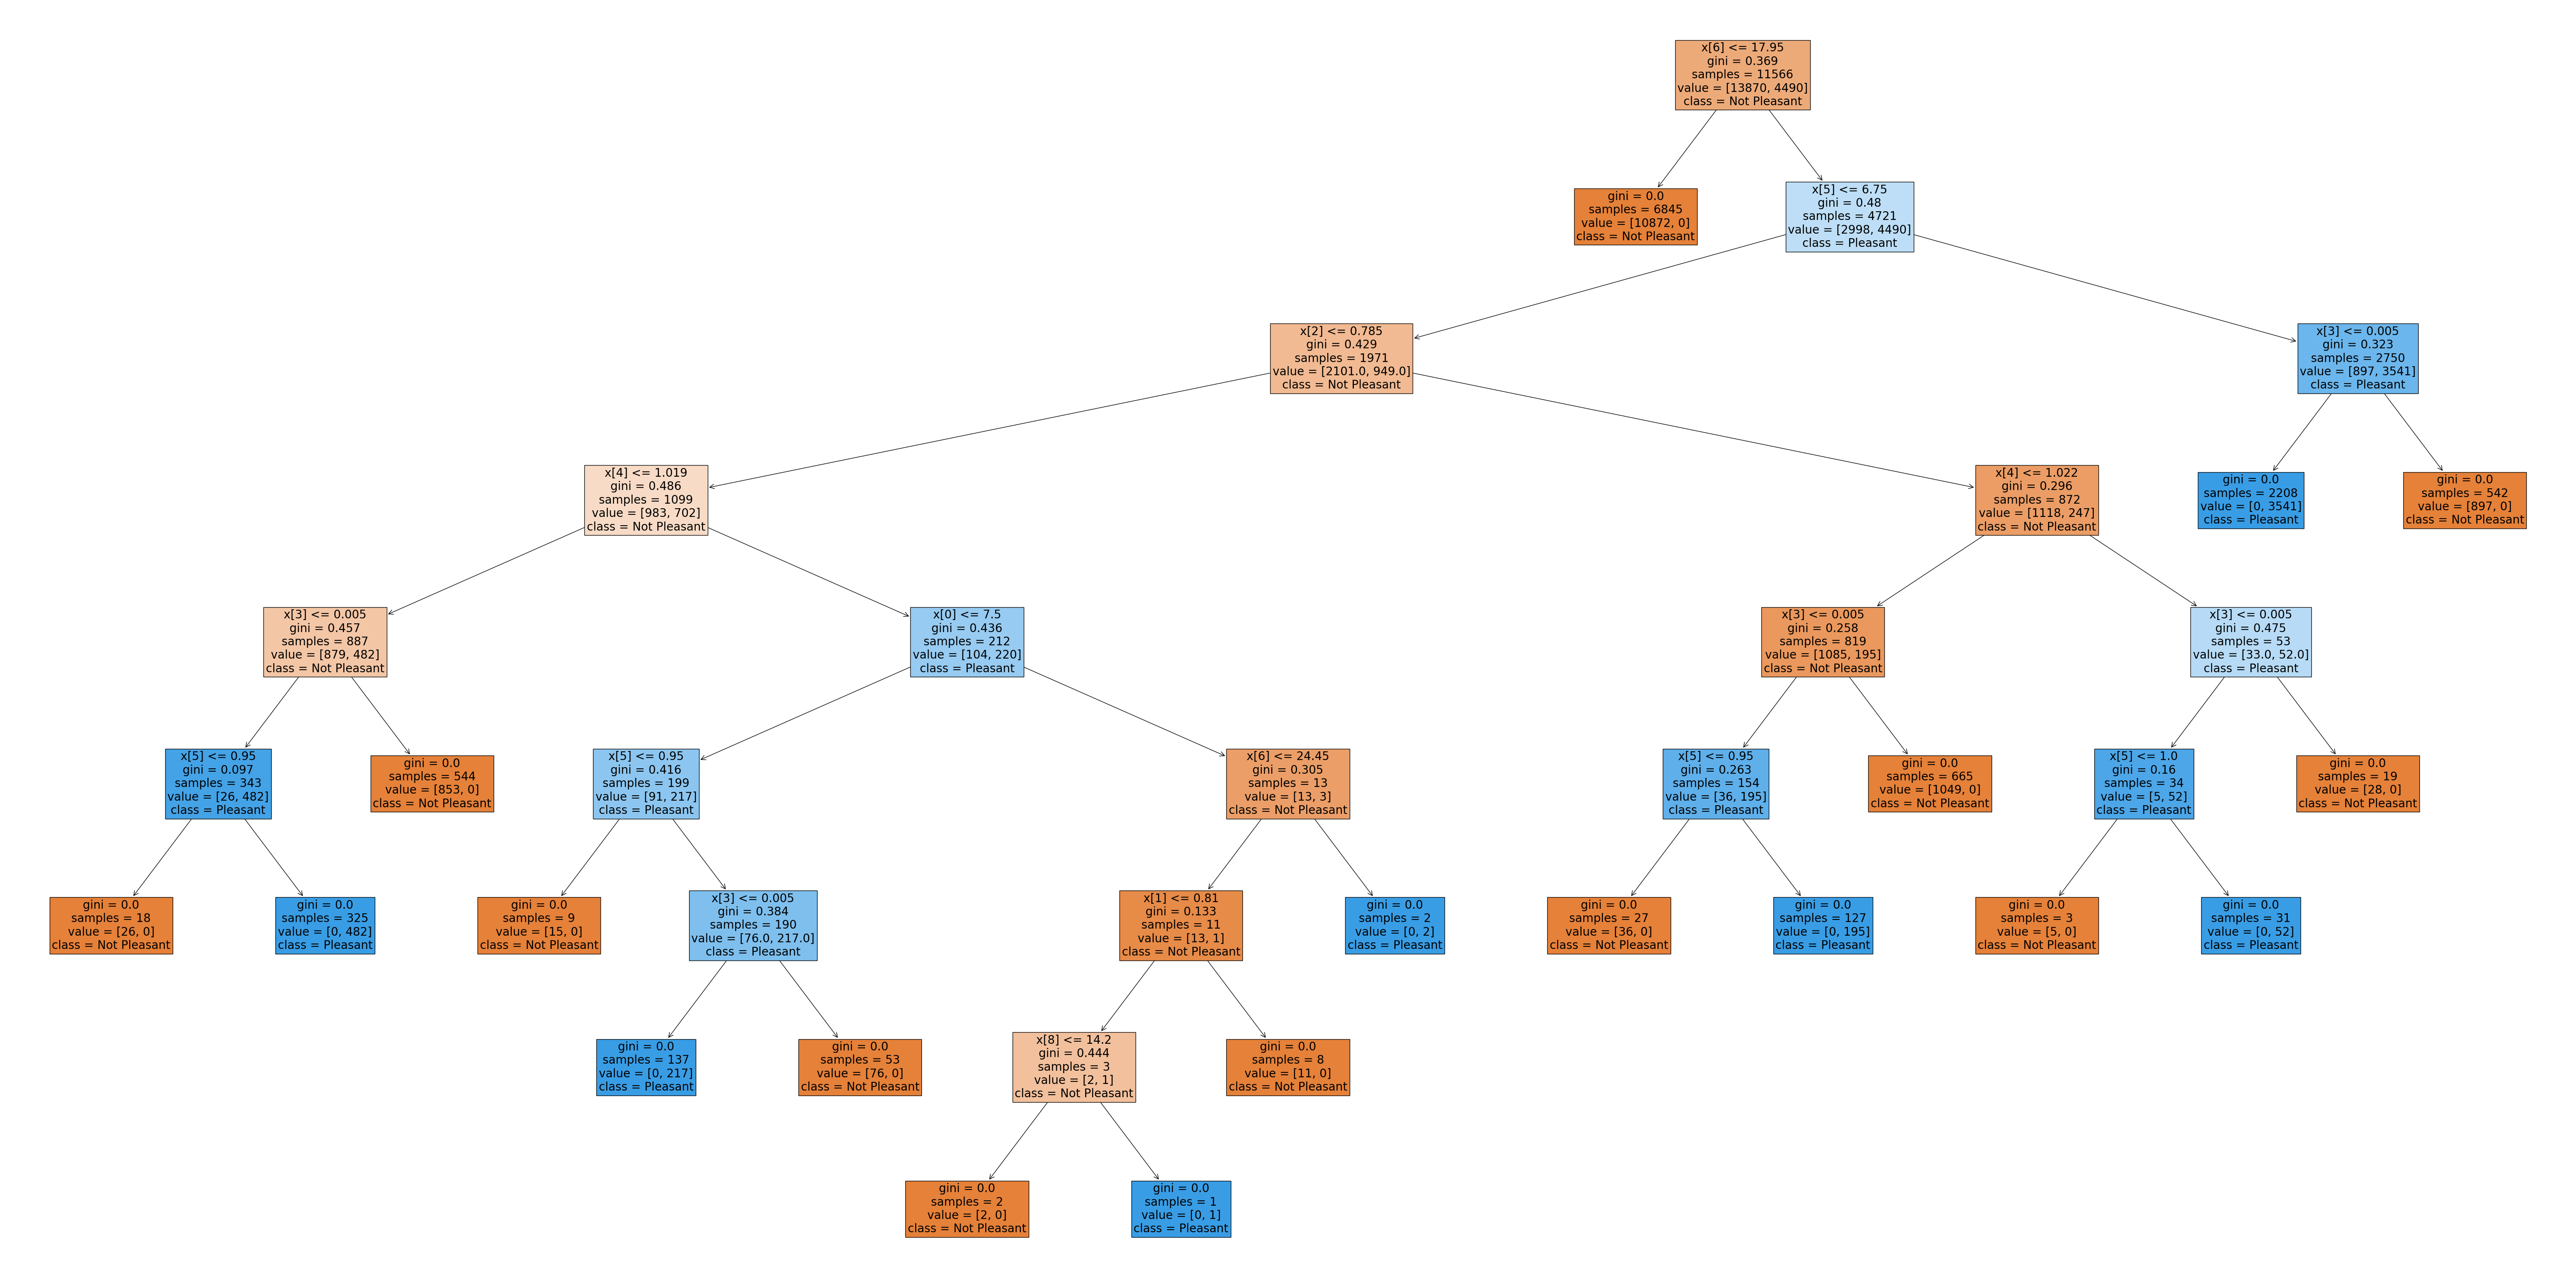 x[6] <= 17.95
gini = 0.369
samples = 11566
value = [13870, 4490]
class = Not Pleasant
gini = 0.0
samples = 6845
value = [10872, 0]
class = Not Pleasant
x[5] <= 6.75
gini = 0.48
samples = 4721
value = [2998, 4490]
class = Pleasant
x[2] <= 0.785
gini = 0.429
samples = 1971
value = [2101.0, 949.0]
class = Not Pleasant
x[3] <= 0.005
gini = 0.323
samples = 2750
value = [897, 3541]
class = Pleasant
x[4] <= 1.019
gini = 0.486
samples = 1099
value = [983, 702]
class = Not Pleasant
x[4] <= 1.022
gini = 0.296
samples = 872
value = [1118, 247]
class = Not Pleasant
gini = 0.0
samples = 2208
value = [0, 3541]
class = Pleasant
gini = 0.0
samples = 542
value = [897, 0]
class = Not Pleasant
x[3] <= 0.005
gini = 0.457
samples = 887
value = [879, 482]
class = Not Pleasant
x[0] <= 7.5
gini = 0.436
samples = 212
value = [104, 220]
class = Pleasant
x[3] <= 0.005
gini = 0.258
samples = 819
value = [1085, 195]
class = Not Pleasant
x[3] <= 0.005
gini = 0.475
samples = 53
value = [33.0, 52.0]
class = Pleasant
x[5] <= 0.95
gini = 0.097
samples = 343
value = [26, 482]
class = Pleasant
gini = 0.0
samples = 544
value = [853, 0]
class = Not Pleasant
x[5] <= 0.95
gini = 0.416
samples = 199
value = [91, 217]
class = Pleasant
x[6] <= 24.45
gini = 0.305
samples = 13
value = [13, 3]
class = Not Pleasant
x[5] <= 0.95
gini = 0.263
samples = 154
value = [36, 195]
class = Pleasant
gini = 0.0
samples = 665
value = [1049, 0]
class = Not Pleasant
x[5] <= 1.0
gini = 0.16
samples = 34
value = [5, 52]
class = Pleasant
gini = 0.0
samples = 19
value = [28, 0]
class = Not Pleasant
gini = 0.0
samples = 18
value = [26, 0]
class = Not Pleasant
gini = 0.0
samples = 325
value = [0, 482]
class = Pleasant
gini = 0.0
samples = 9
value = [15, 0]
class = Not Pleasant
x[3] <= 0.005
gini = 0.384
samples = 190
value = [76.0, 217.0]
class = Pleasant
x[1] <= 0.81
gini = 0.133
samples = 11
value = [13, 1]
class = Not Pleasant
gini = 0.0
samples = 2
value = [0, 2]
class = Pleasant
gini = 0.0
samples = 27
value = [36, 0]
class = Not Pleasant
gini = 0.0
samples = 127
value = [0, 195]
class = Pleasant
gini = 0.0
samples = 3
value = [5, 0]
class = Not Pleasant
gini = 0.0
samples = 31
value = [0, 52]
class = Pleasant
gini = 0.0
samples = 137
value = [0, 217]
class = Pleasant
gini = 0.0
samples = 53
value = [76, 0]
class = Not Pleasant
x[8] <= 14.2
gini = 0.444
samples = 3
value = [2, 1]
class = Not Pleasant
gini = 0.0
samples = 8
value = [11, 0]
class = Not Pleasant
gini = 0.0
samples = 2
value = [2, 0]
class = Not Pleasant
gini = 0.0
samples = 1
value = [0, 1]
class = Pleasant